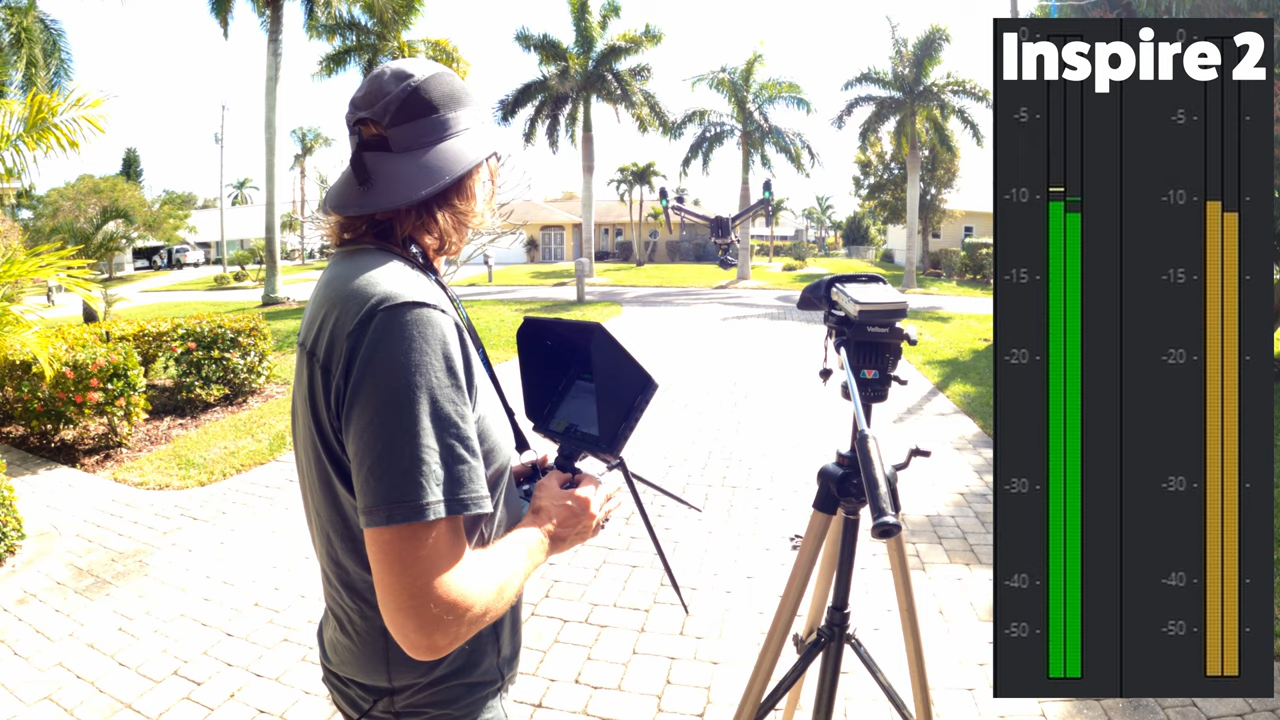 Inspire 2
0 - 0 -
-5 - -5 -
-10 - -10 -
-15 - -15 -
-20 - -20 -
-30 - -30 -
-40 - -40 -
-50 - -50 -
Velbon